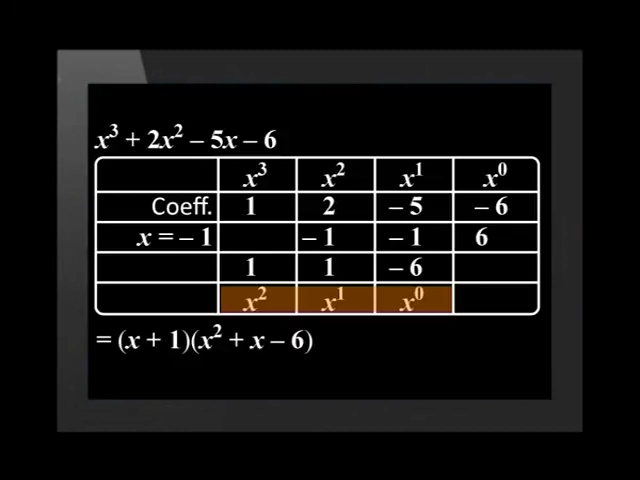 x³ + 2x² – 5x – 6
x³ x² x¹ x⁰
Coeff. 1 2 – 5 – 6
x = – 1 – 1 – 1 6
1 1 – 6
x² x¹ x⁰
= (x + 1)(x² + x – 6)